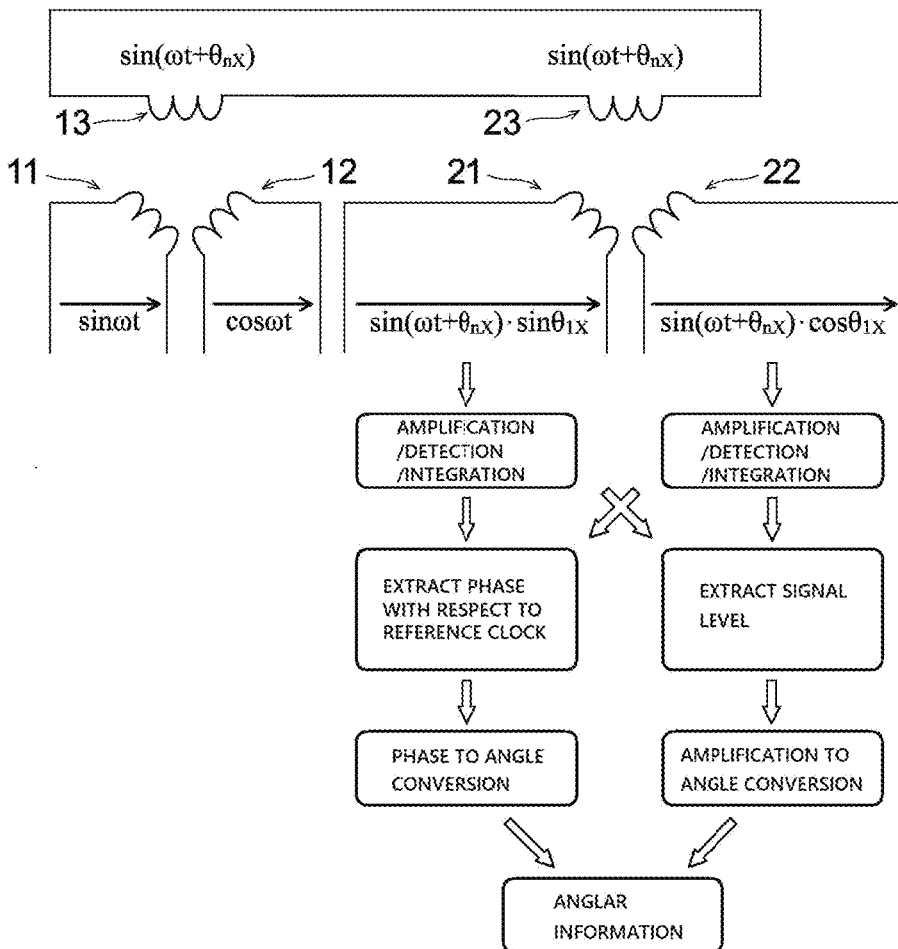 sin(ωt+θnX) sin(ωt+θnX)
13 23
11 12 21 22
sinωt cosωt sin(ωt+θnX)·sinθ1X sin(ωt+θnX)·cosθ1X
AMPLIFICATION
/DETECTION
/INTEGRATION
AMPLIFICATION
/DETECTION
/INTEGRATION
EXTRACT PHASE
WITH RESPECT TO
REFERENCE CLOCK
EXTRACT SIGNAL
LEVEL
PHASE TO ANGLE
CONVERSION
AMPLIFICATION TO
ANGLE CONVERSION
ANGLAR
INFORMATION